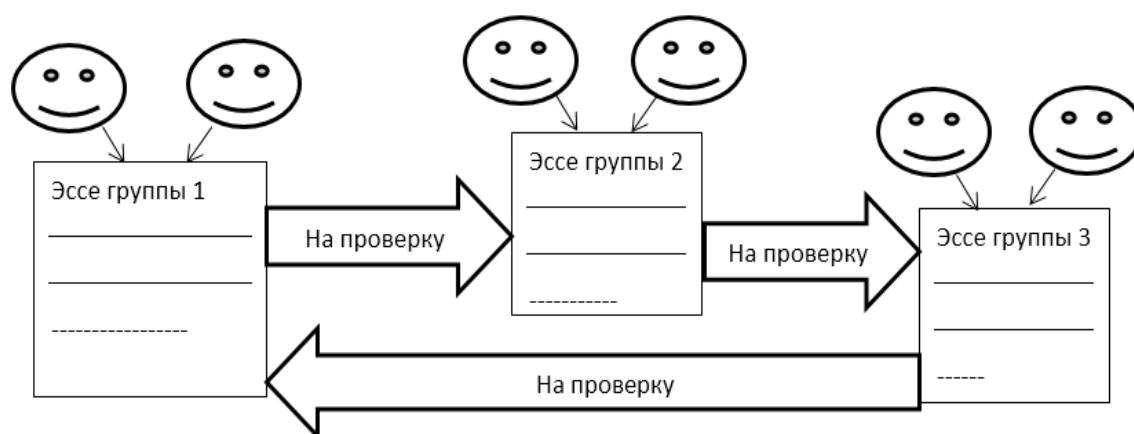 Эссе группы 1
На проверку
Эссе группы 2
На проверку
Эссе группы 3
На проверку